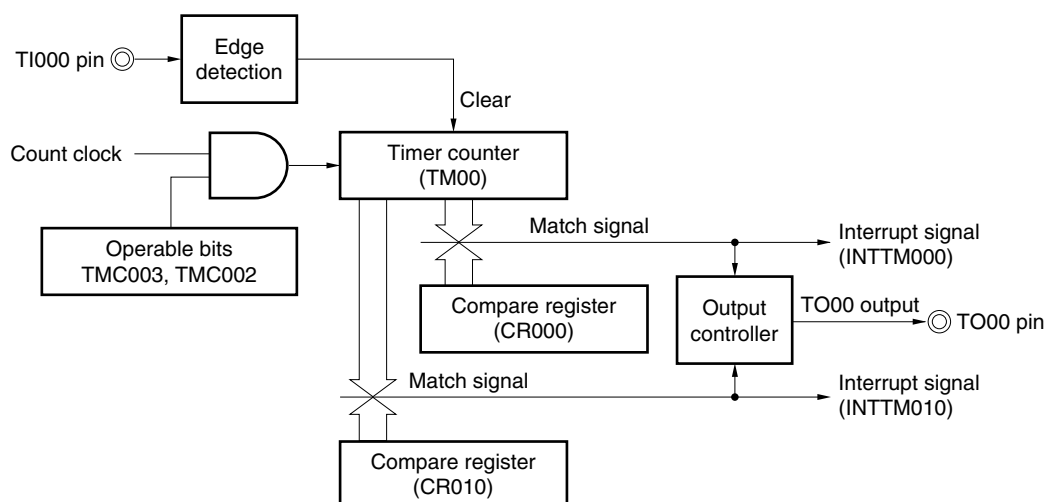 TI000 pin
Edge
detection
Clear
Count clock
Timer counter
(TM00)
Operable bits
TMC003, TMC002
Match signal
Interrupt signal
(INTTM000)
Compare register
(CR000)
Output
controller
TO00 output
TO00 pin
Match signal
Interrupt signal
(INTTM010)
Compare register
(CR010)